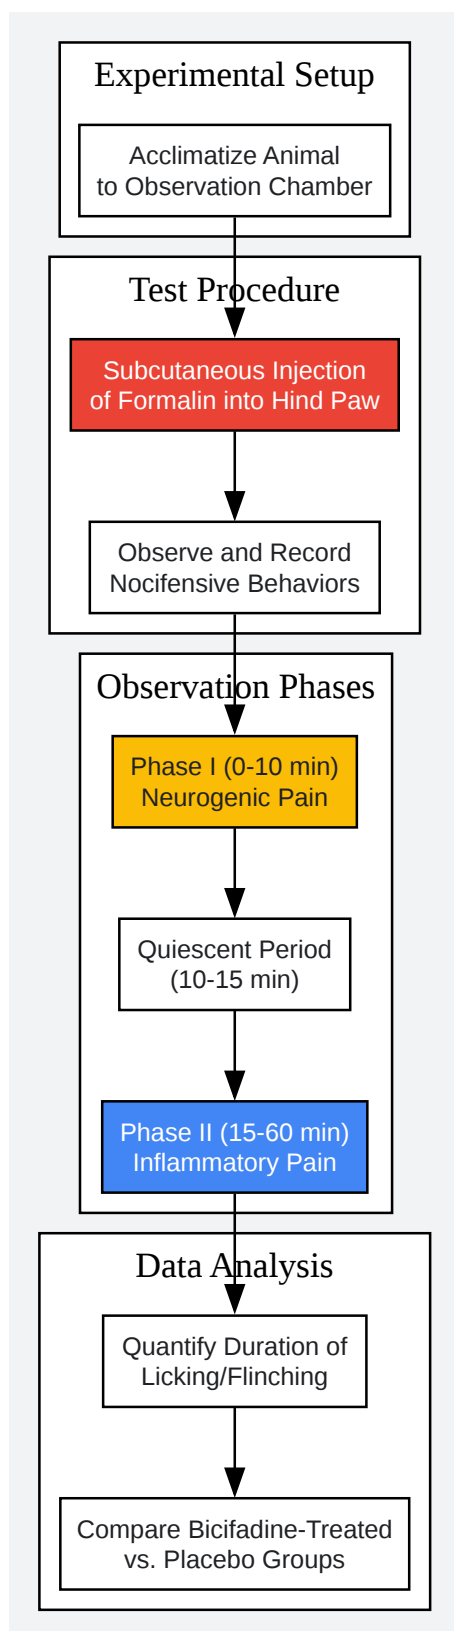 Experimental Setup
Acclimatize Animal
to Observation Chamber
Test Procedure
Subcutaneous Injection
of Formalin into Hind Paw
Observe and Record
Nocifensive Behaviors
Observation Phases
Phase I (0-10 min)
Neurogenic Pain
Quiescent Period
(10-15 min)
Phase II (15-60 min)
Inflammatory Pain
Data Analysis
Quantify Duration of
Licking/Flinching
Compare Bicifadine-Treated
vs. Placebo Groups